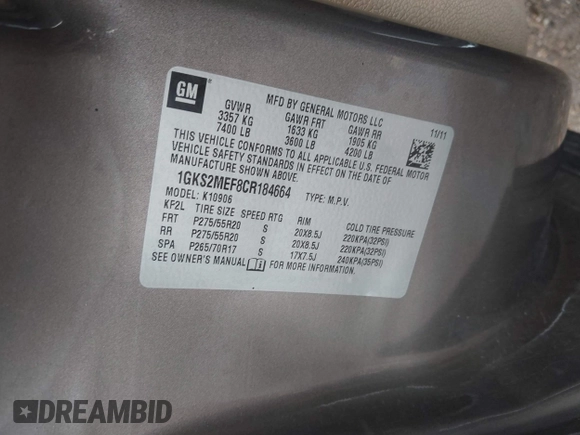 GM
MFD BY GENERAL MOTORS LLC
11/11
GVWR GAWR FRT GAWR RR
3357 KG 1633 KG 1905 KG
7400 LB 3600 LB 4200 LB
THIS VEHICLE CONFORMS TO ALL APPLICABLE U.S. FEDERAL MOTOR
VEHICLE SAFETY STANDARDS IN EFFECT ON THE DATE OF
MANUFACTURE SHOWN ABOVE.
1GKS2MEF8CR184664 TYPE: M.P.V.
MODEL: K10906
KF2L TIRE SIZE SPEED RTG RIM COLD TIRE PRESSURE
FRT P275/55R20 S 20X8.5J 220KPA(32PSI)
RR P275/55R20 S 20X8.5J 220KPA(32PSI)
SPA P265/70R17 S 17X7.5J 240KPA(35PSI)
SEE OWNER'S MANUAL FOR MORE INFORMATION.
DREAMBID